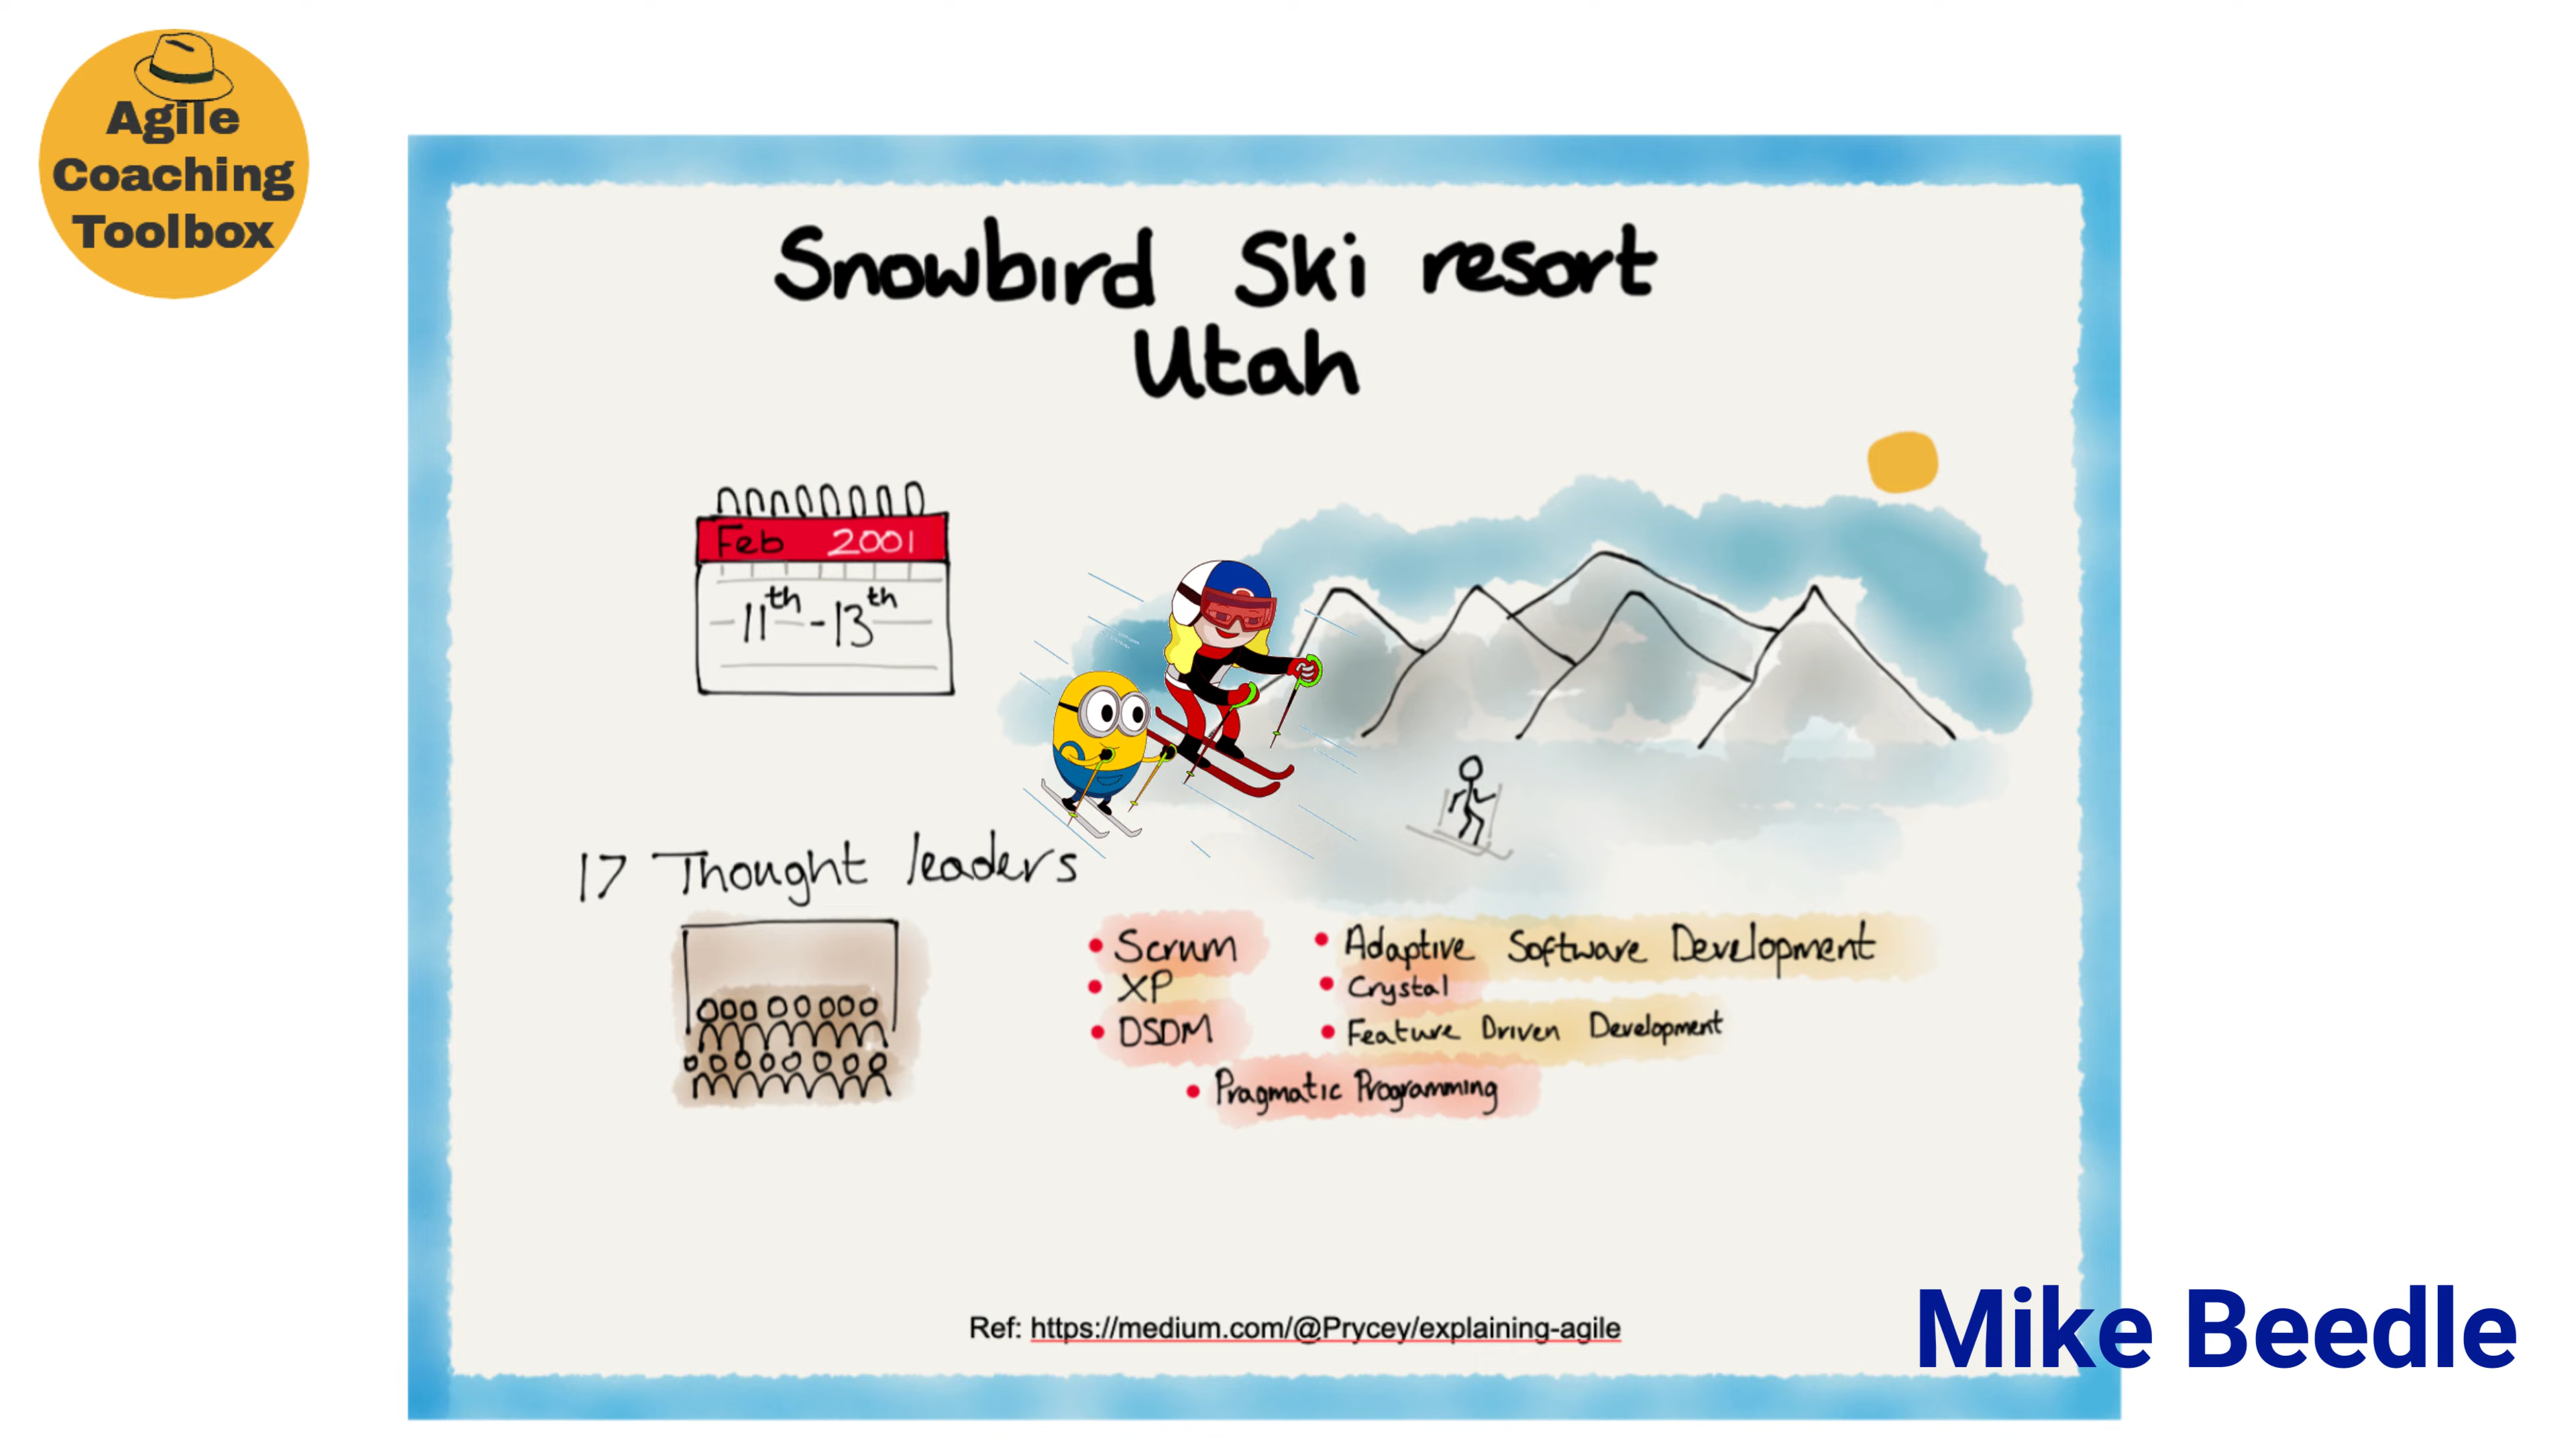 Agile
Coaching
Toolbox
Snowbird Ski resort
Utah
Feb 2001
11th - 13th
17 Thought leaders
• Scrum
• XP
• DSDM
• Adaptive Software Development
• Crystal
• Feature Driven Development
• Pragmatic Programming
Ref: https://medium.com/@Prycey/explaining-agile
Mike Beedle